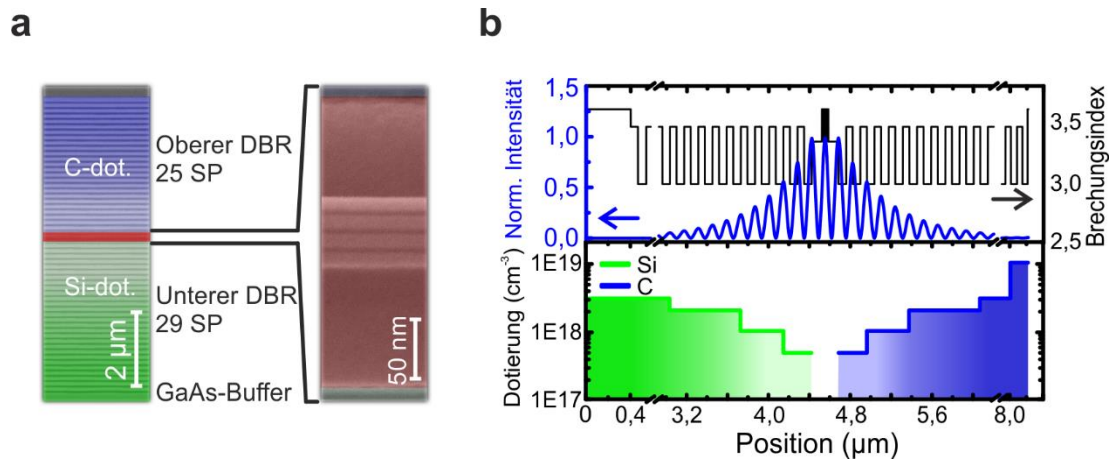 a
C-dot.
Si-dot.
2 µm
Oberer DBR
25 SP
Unterer DBR
29 SP
GaAs-Buffer
50 nm
b
Norm. Intensität
1,5
1,0
0,5
0,0
3,5
3,0
2,5
Brechungsindex
Dotierung (cm-3)
1E19
1E18
1E17
Si
C
0 0,4 3,2 4,0 4,8 5,6 8,0
Position (µm)